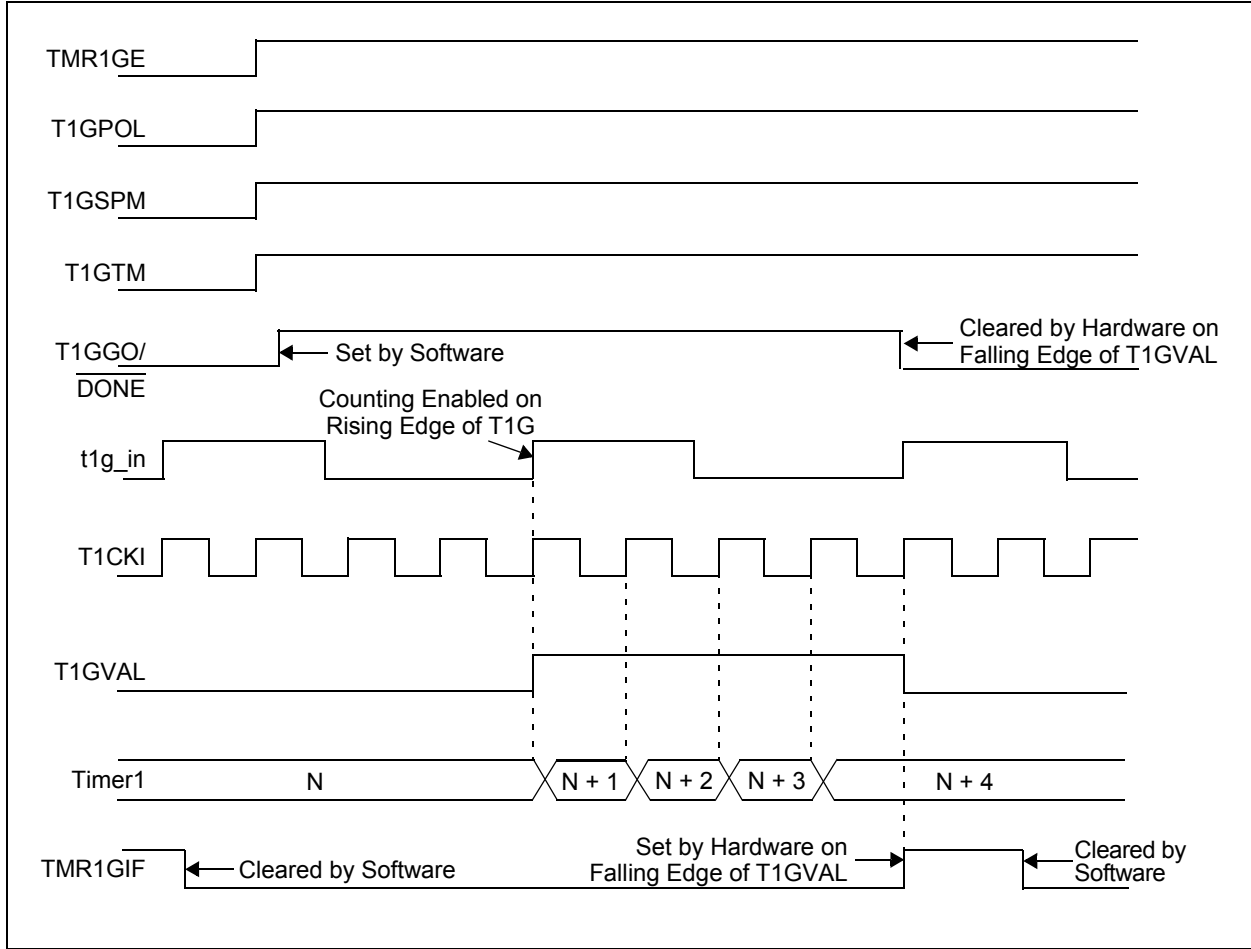 TMR1GE
T1GPOL
T1GSPM
T1GTM
T1GGO/
DONE
Set by Software
Cleared by Hardware on
Falling Edge of T1GVAL
Counting Enabled on
Rising Edge of T1G
t1g_in
T1CKI
T1GVAL
Timer1 N N + 1 N + 2 N + 3 N + 4
TMR1GIF
Cleared by Software
Set by Hardware on
Falling Edge of T1GVAL
Cleared by
Software